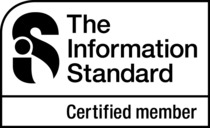 The
Information
Standard
Certified member